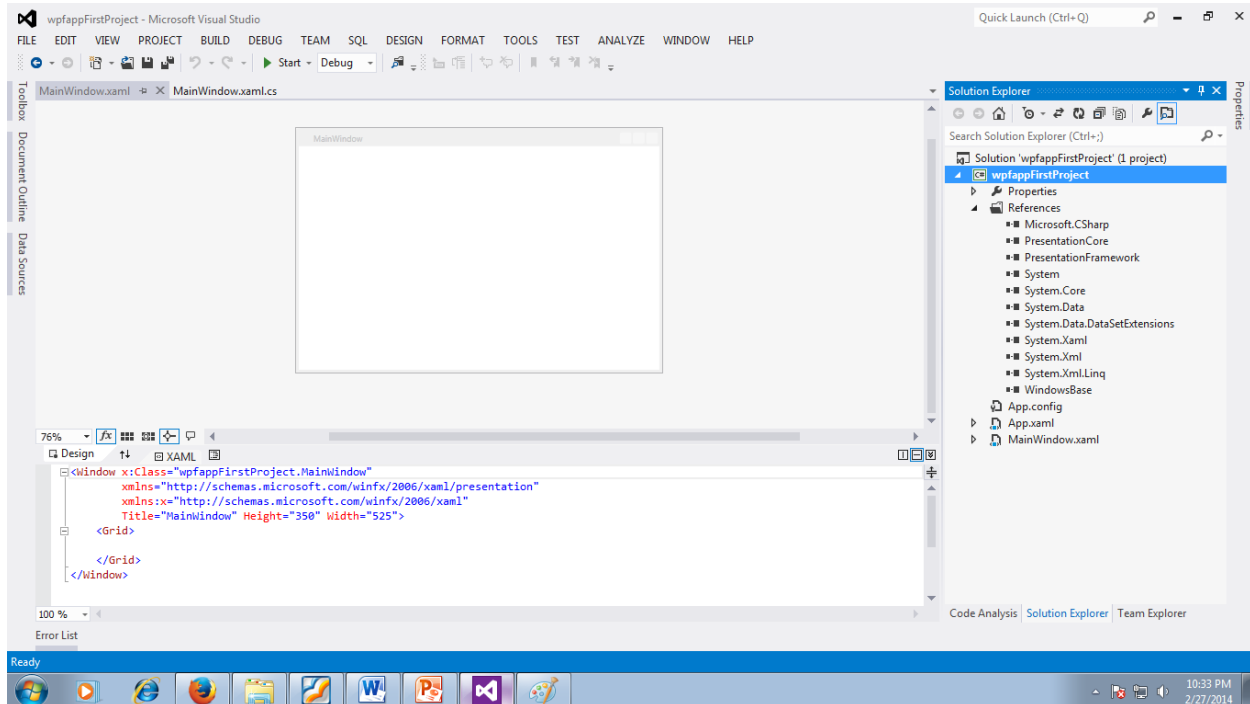 wpfappFirstProject - Microsoft Visual Studio
Quick Launch (Ctrl+Q)
FILE EDIT VIEW PROJECT BUILD DEBUG TEAM SQL DESIGN FORMAT TOOLS TEST ANALYZE WINDOW HELP
Start Debug
Toolbox
Document Outline
Data Sources
MainWindow.xaml MainWindow.xaml.cs
MainWindow
76%
Design XAML
<Window x:Class="wpfappFirstProject.MainWindow"
xmlns="http://schemas.microsoft.com/winfx/2006/xaml/presentation"
xmlns:x="http://schemas.microsoft.com/winfx/2006/xaml"
Title="MainWindow" Height="350" Width="525">
<Grid>
</Grid>
</Window>
100 %
Error List
Solution Explorer
Search Solution Explorer (Ctrl+;)
Solution 'wpfappFirstProject' (1 project)
wpfappFirstProject
Properties
References
Microsoft.CSharp
PresentationCore
PresentationFramework
System
System.Core
System.Data
System.Data.DataSetExtensions
System.Xaml
System.Xml
System.Xml.Linq
WindowsBase
App.config
App.xaml
MainWindow.xaml
Code Analysis Solution Explorer Team Explorer
Properties
Ready
10:33 PM
2/27/2014